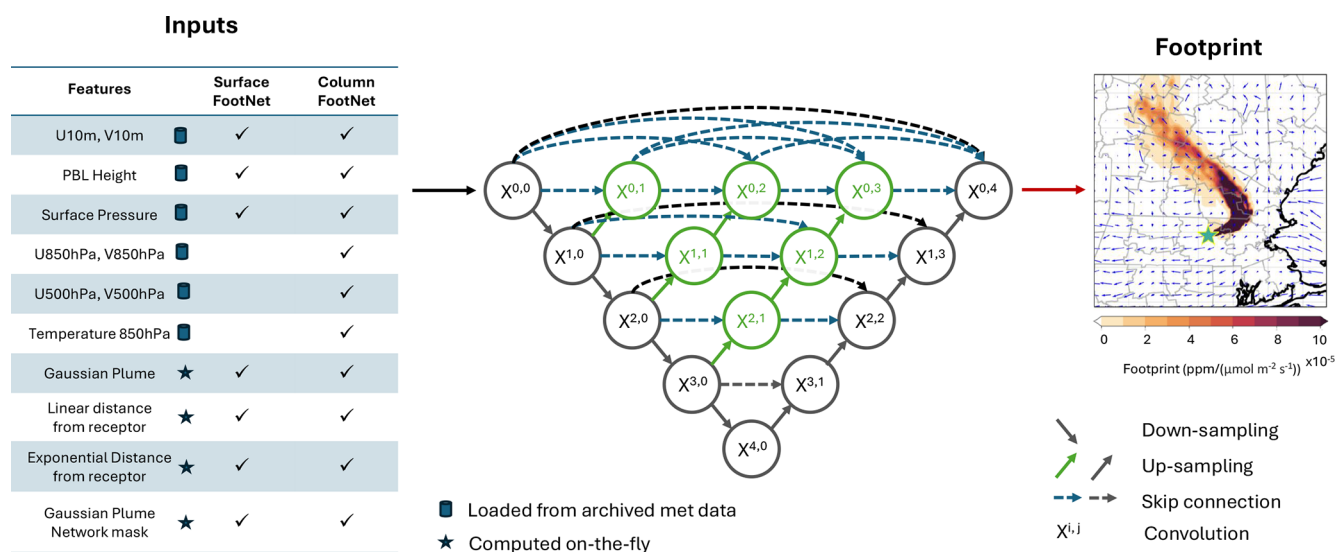 Inputs
Features Surface FootNet Column FootNet
U10m, V10m ✓ ✓
PBL Height ✓ ✓
Surface Pressure ✓ ✓
U850hPa, V850hPa ✓
U500hPa, V500hPa ✓
Temperature 850hPa ✓
Gaussian Plume ✓ ✓
Linear distance
from receptor ✓ ✓
Exponential Distance
from receptor ✓ ✓
Gaussian Plume
Network mask ✓ ✓
X0,0 X0,1 X0,2 X0,3 X0,4
X1,0 X1,1 X1,2 X1,3
X2,0 X2,1 X2,2
X3,0 X3,1
X4,0
Loaded from archived met data
Computed on-the-fly
Footprint
0 2 4 6 8 10
Footprint (ppm/(μmol m-2 s-1)) x10-5
Down-sampling
Up-sampling
Skip connection
Xi, j Convolution